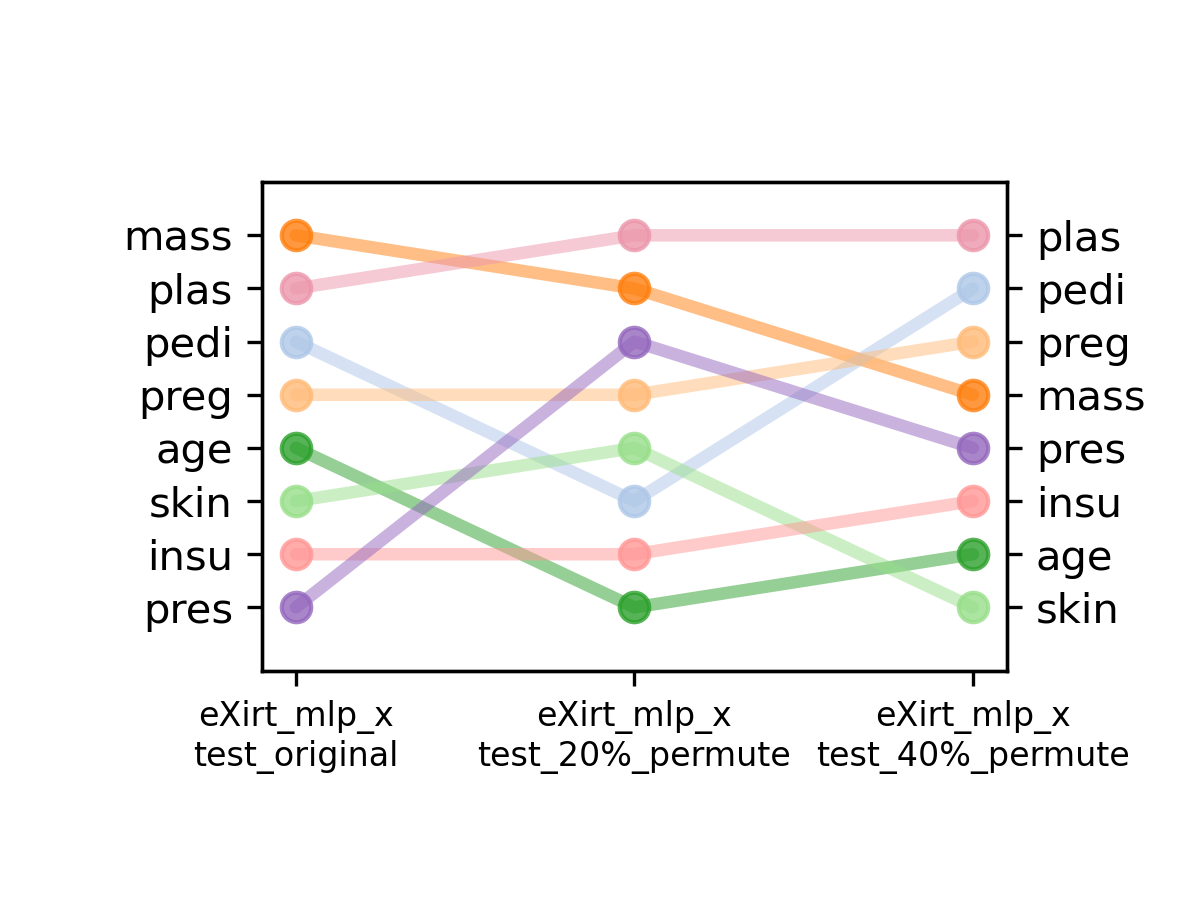 mass
plas
pedi
preg
age
skin
insu
pres
plas
pedi
preg
mass
pres
insu
age
skin
eXirt_mlp_x
test_original
eXirt_mlp_x
test_20%_permute
eXirt_mlp_x
test_40%_permute